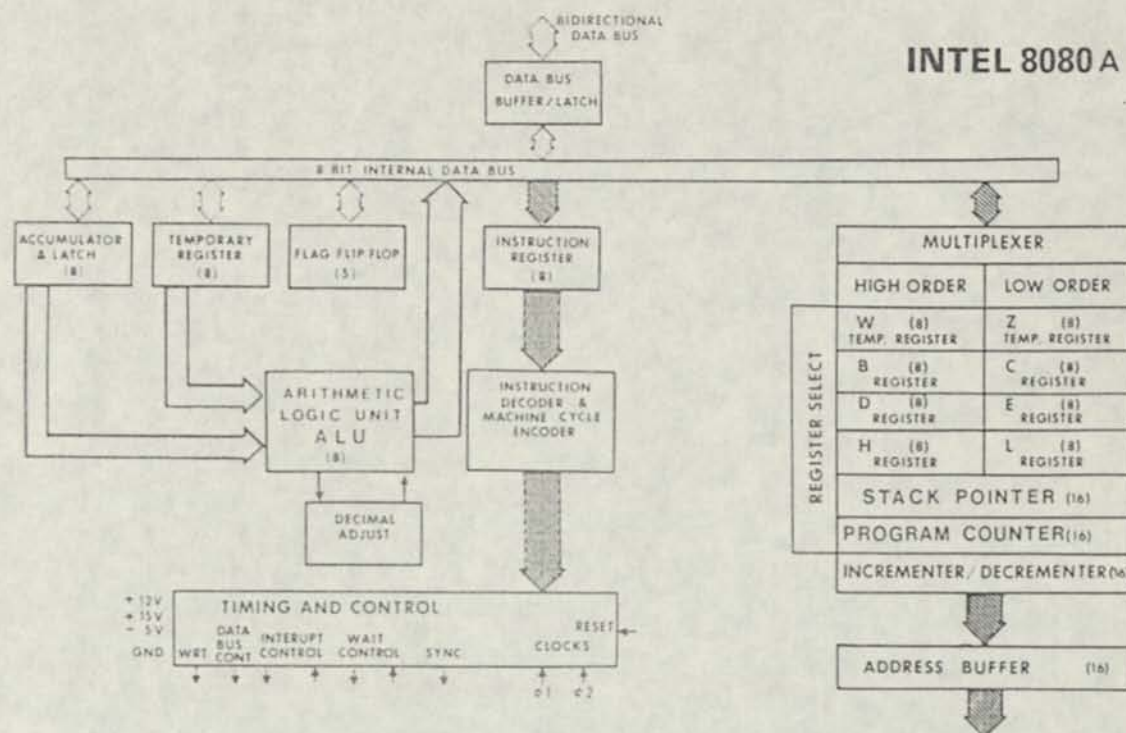 BIDIRECTIONAL
DATA BUS
INTEL 8080 A
DATA BUS
BUFFER/LATCH
8 BIT INTERNAL DATA BUS
ACCUMULATOR
& LATCH
(8)
TEMPORARY
REGISTER
(8)
FLAG FLIP FLOP
(5)
INSTRUCTION
REGISTER
(8)
MULTIPLEXER
HIGH ORDER
LOW ORDER
REGISTER SELECT
W (8)
TEMP. REGISTER
Z (8)
TEMP. REGISTER
B (8)
REGISTER
C (8)
REGISTER
D (8)
REGISTER
E (8)
REGISTER
H (8)
REGISTER
L (8)
REGISTER
STACK POINTER (16)
PROGRAM COUNTER (16)
INCREMENTER/DECREMENTER (16
ADDRESS BUFFER (16)
ARITHMETIC
LOGIC UNIT
ALU
(8)
INSTRUCTION
DECODER &
MACHINE CYCLE
ENCODER
DECIMAL
ADJUST
+ 12V
+ 15V
- 5V
GND
TIMING AND CONTROL
WRT
DATA
BUS
CONT
INTERUPT
CONTROL
WAIT
CONTROL
SYNC
CLOCKS
RESET
ø1
ø2